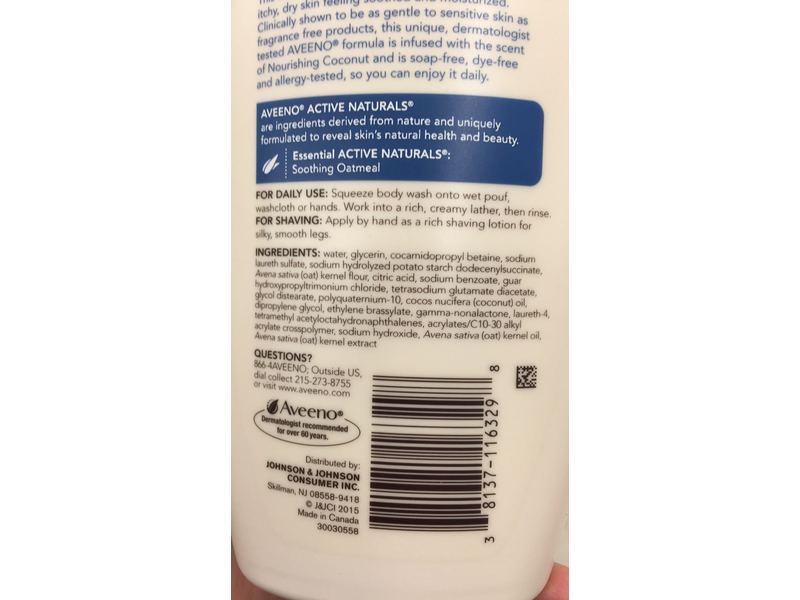 itchy, dry skin feeling soothed and moisturized.
Clinically shown to be as gentle to sensitive skin as
fragrance free products, this unique, dermatologist
tested AVEENO® formula is infused with the scent
of Nourishing Coconut and is soap-free, dye-free
and allergy-tested, so you can enjoy it daily.
AVEENO® ACTIVE NATURALS®
are ingredients derived from nature and uniquely
formulated to reveal skin's natural health and beauty.
Essential ACTIVE NATURALS®:
Soothing Oatmeal
FOR DAILY USE: Squeeze body wash onto wet pouf,
washcloth or hands. Work into a rich, creamy lather, then rinse.
FOR SHAVING: Apply by hand as a rich shaving lotion for
silky, smooth legs.
INGREDIENTS: water, glycerin, cocamidopropyl betaine, sodium
laureth sulfate, sodium hydrolyzed potato starch dodecenylsuccinate,
Avena sativa (oat) kernel flour, citric acid, sodium benzoate, guar
hydroxypropyltrimonium chloride, tetrasodium glutamate diacetate,
glycol distearate, polyquaternium-10, cocos nucifera (coconut) oil,
dipropylene glycol, ethylene brassylate, gamma-nonalactone, laureth-4,
tetramethyl acetyloctahydronaphthalenes, acrylates/C10-30 alkyl
acrylate crosspolymer, sodium hydroxide, Avena sativa (oat) kernel oil,
Avena sativa (oat) kernel extract
QUESTIONS?
866-4AVEENO; Outside US,
dial collect 215-273-8755
or visit www.aveeno.com
Aveeno®
Dermatologist recommended
for over 60 years.
Distributed by:
JOHNSON & JOHNSON
CONSUMER INC.
Skillman, NJ 08558-9418
© J&JCI 2015
Made in Canada
30030558
3 8137-116329 8